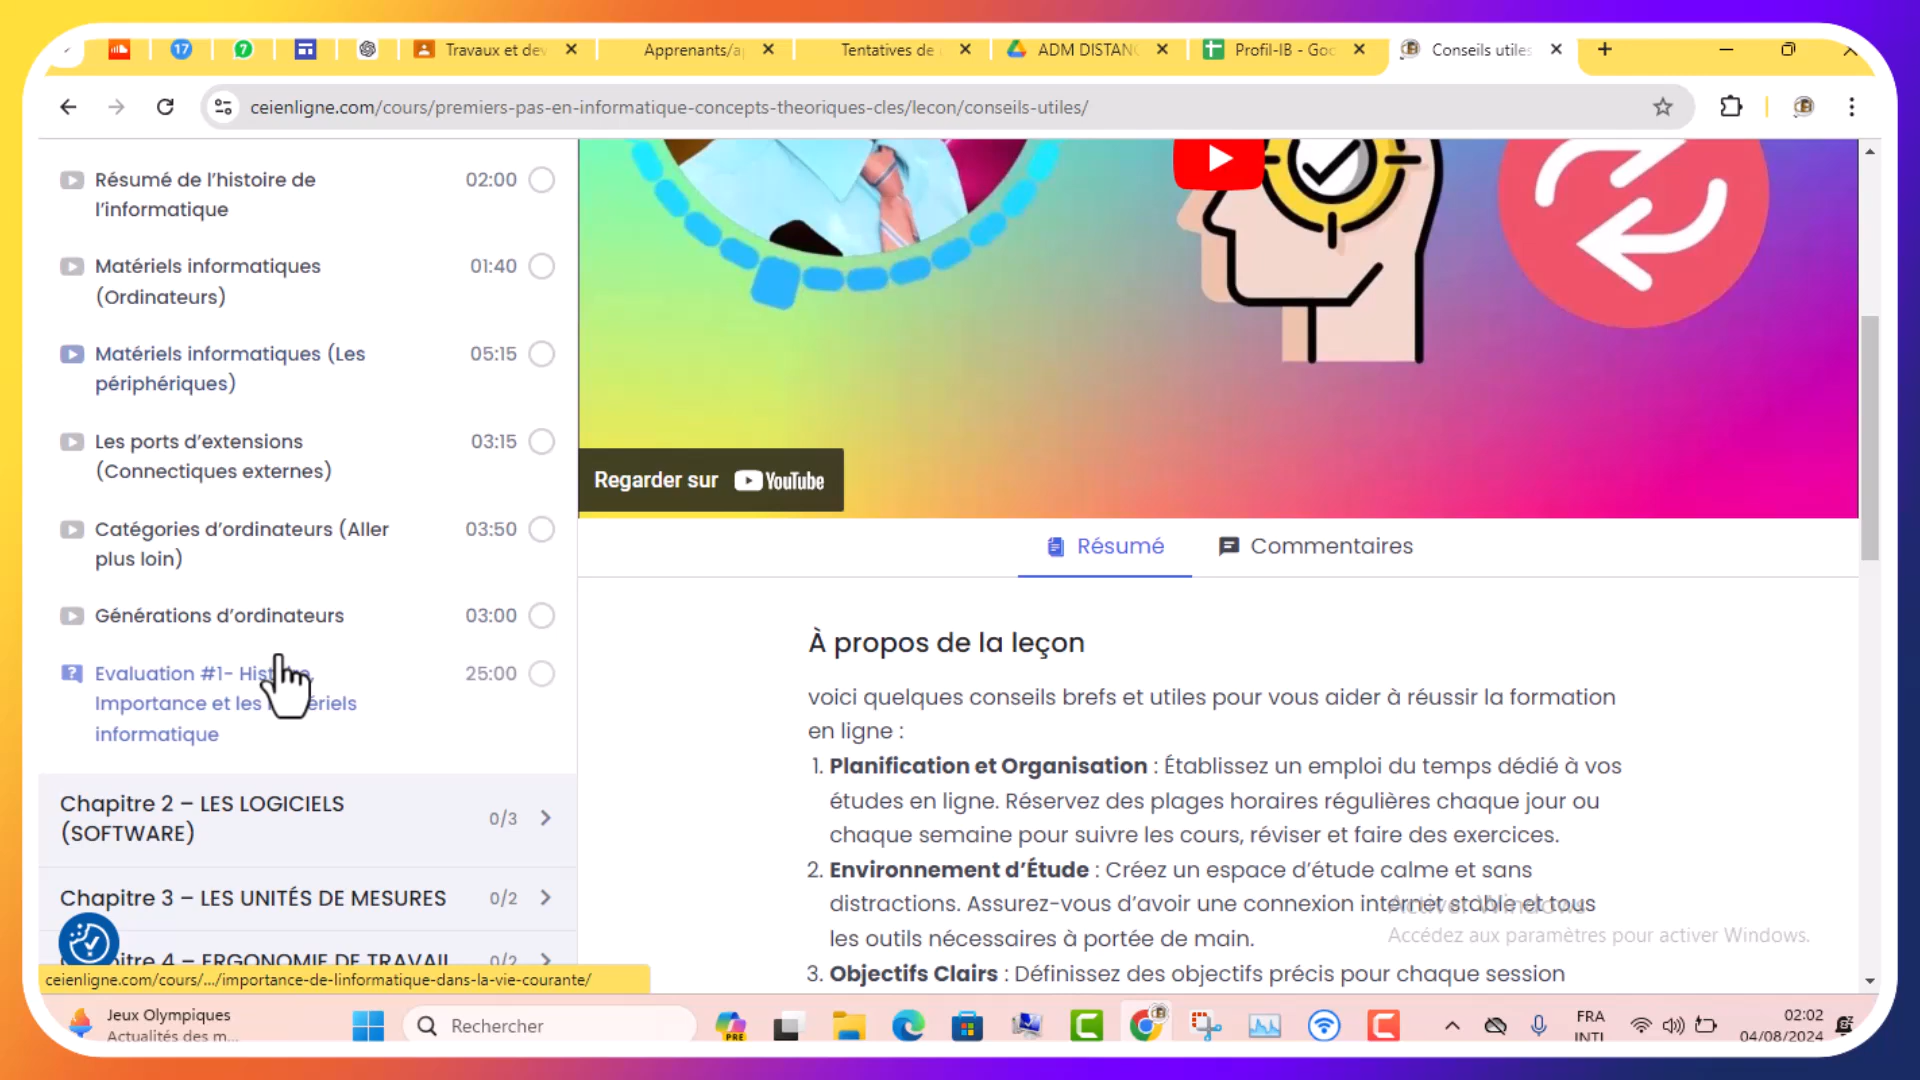 17
7
Travaux et dev
Apprenants/a
Tentatives de
ADM DISTANC
Profil-IB - Goo
Conseils utiles
ceienligne.com/cours/premiers-pas-en-informatique-concepts-theoriques-cles/lecon/conseils-utiles/
Résumé de l’histoire de
l’informatique
02:00
Matériels informatiques
(Ordinateurs)
01:40
Matériels informatiques (Les
périphériques)
05:15
Les ports d’extensions
(Connectiques externes)
03:15
Catégories d’ordinateurs (Aller
plus loin)
03:50
Générations d’ordinateurs
03:00
Evaluation #1-
Importance et les
informatique
25:00
Chapitre 2 – LES LOGICIELS
(SOFTWARE)
0/3
Chapitre 3 – LES UNITÉS DE MESURES
0/2
4 – ERGONOMIE DE TRAVAIL
0/2
ceienligne.com/cours/.../importance-de-linformatique-dans-la-vie-courante/
Regarder sur YouTube
Résumé
Commentaires
À propos de la leçon
voici quelques conseils brefs et utiles pour vous aider à réussir la formation
en ligne :
1. Planification et Organisation : Établissez un emploi du temps dédié à vos
études en ligne. Réservez des plages horaires régulières chaque jour ou
chaque semaine pour suivre les cours, réviser et faire des exercices.
2. Environnement d’Étude : Créez un espace d’étude calme et sans
distractions. Assurez-vous d’avoir une connexion internet stable et tous
les outils nécessaires à portée de main.
3. Objectifs Clairs : Définissez des objectifs précis pour chaque session
Activer Windows
Accédez aux paramètres pour activer Windows.
Jeux Olympiques
Actualités des m...
Rechercher
PRE
FRA
INTL
02:02
04/08/2024